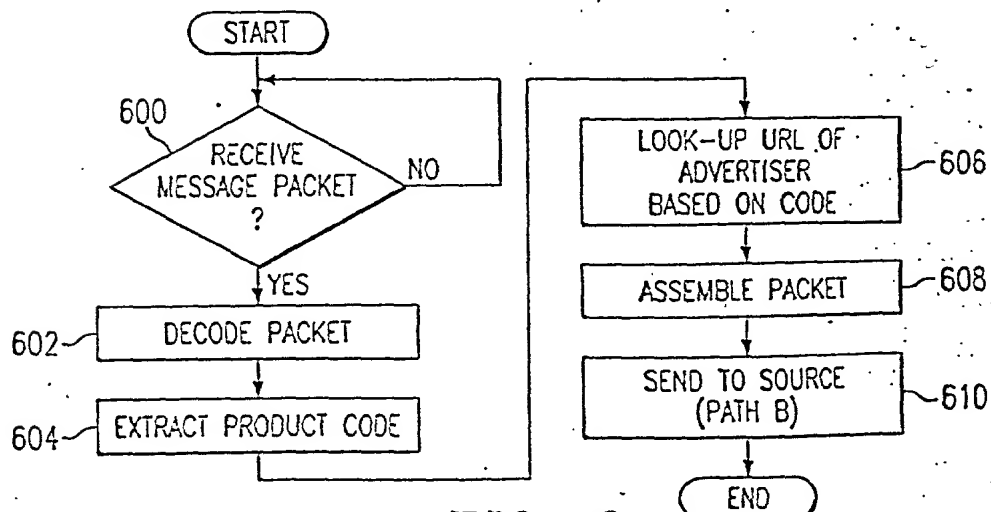 START
600
RECEIVE
MESSAGE PACKET
?
NO
YES
602
DECODE PACKET
604
EXTRACT PRODUCT CODE
LOOK-UP URL OF
ADVERTISER
BASED ON CODE
606
ASSEMBLE PACKET
608
SEND TO SOURCE
(PATH B)
610
END